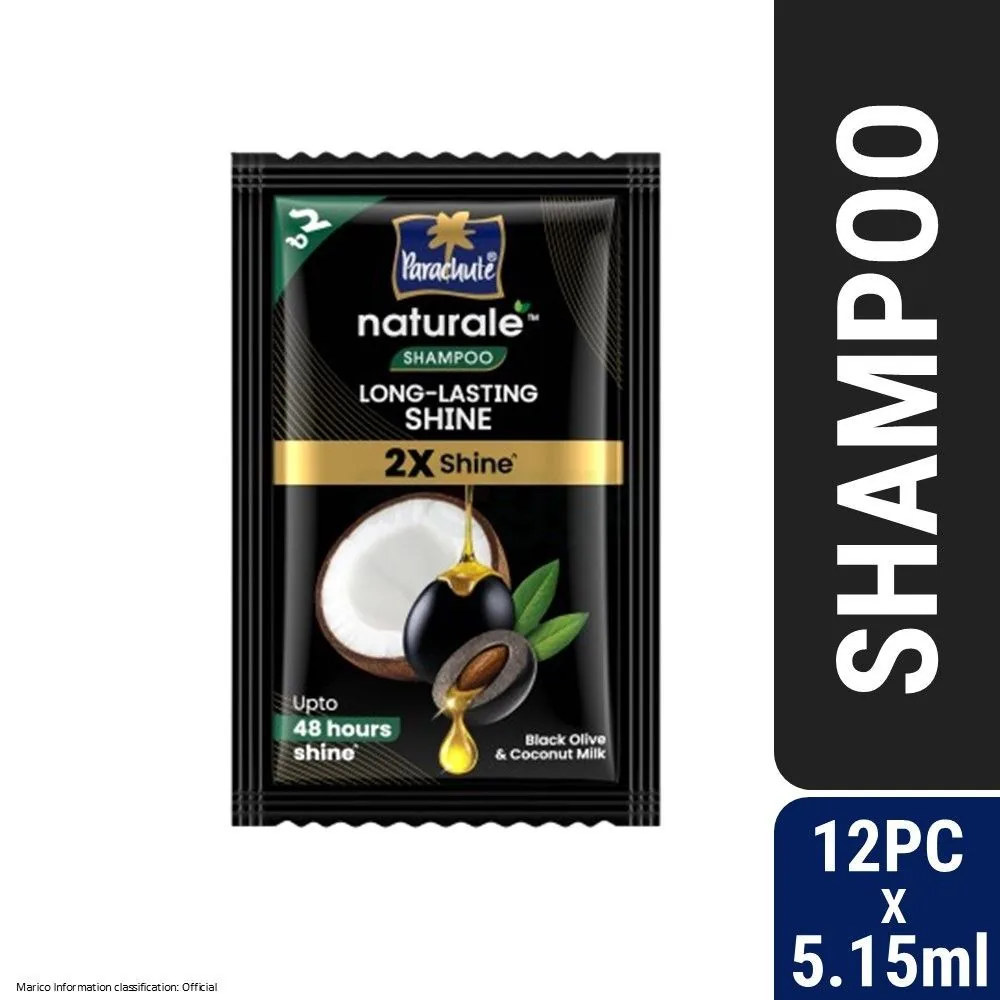 ৳২
Parachute®
naturale™
SHAMPOO
LONG-LASTING
SHINE
2X Shine^
Upto
48 hours
shine^
Black Olive
& Coconut Milk
SHAMPOO
12PC
x
5.15ml
Marico Information classification: Official